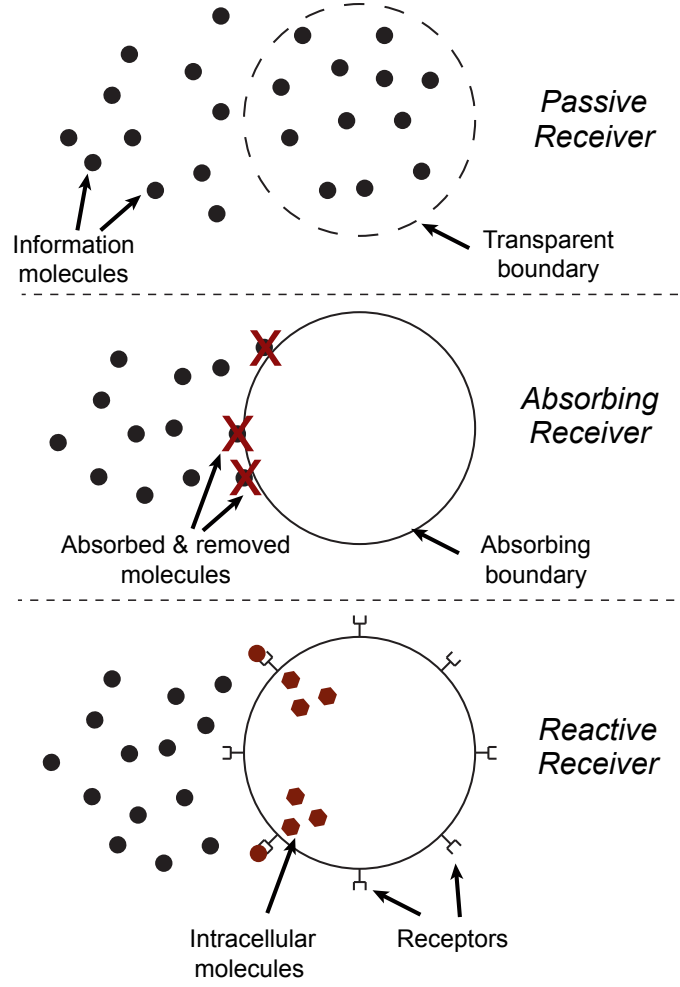 Passive
Receiver
Information
molecules
Transparent
boundary
Absorbing
Receiver
Absorbed & removed
molecules
Absorbing
boundary
Reactive
Receiver
Intracellular
molecules
Receptors